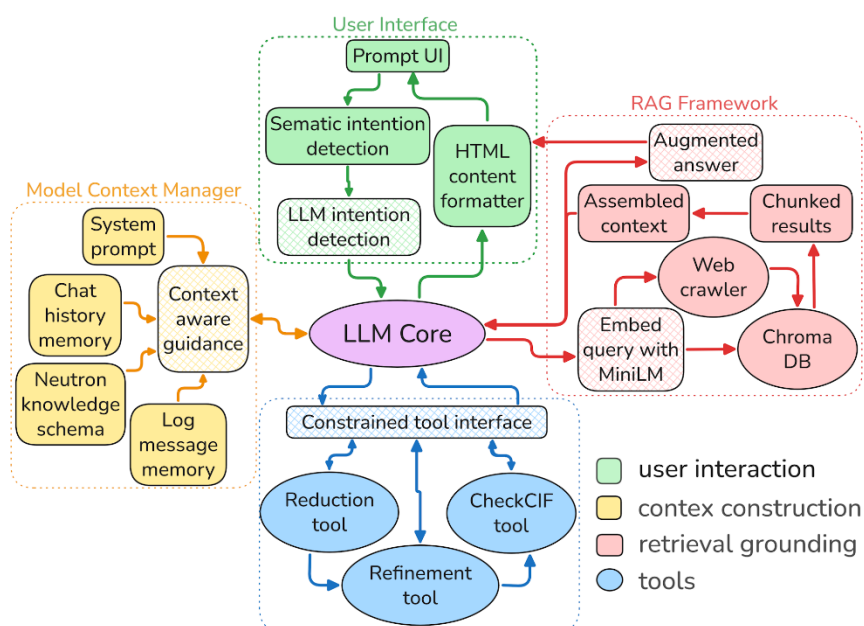 User Interface
Prompt UI
Sematic intention
detection
LLM intention
detection
HTML
content
formatter
RAG Framework
Augmented
answer
Assembled
context
Chunked
results
Web
crawler
Embed
query with
MiniLM
Chroma
DB
Model Context Manager
System
prompt
Chat
history
memory
Neutron
knowledge
schema
Log
message
memory
Context
aware
guidance
LLM Core
Constrained tool interface
Reduction
tool
CheckCIF
tool
Refinement
tool
user interaction
contex construction
retrieval grounding
tools